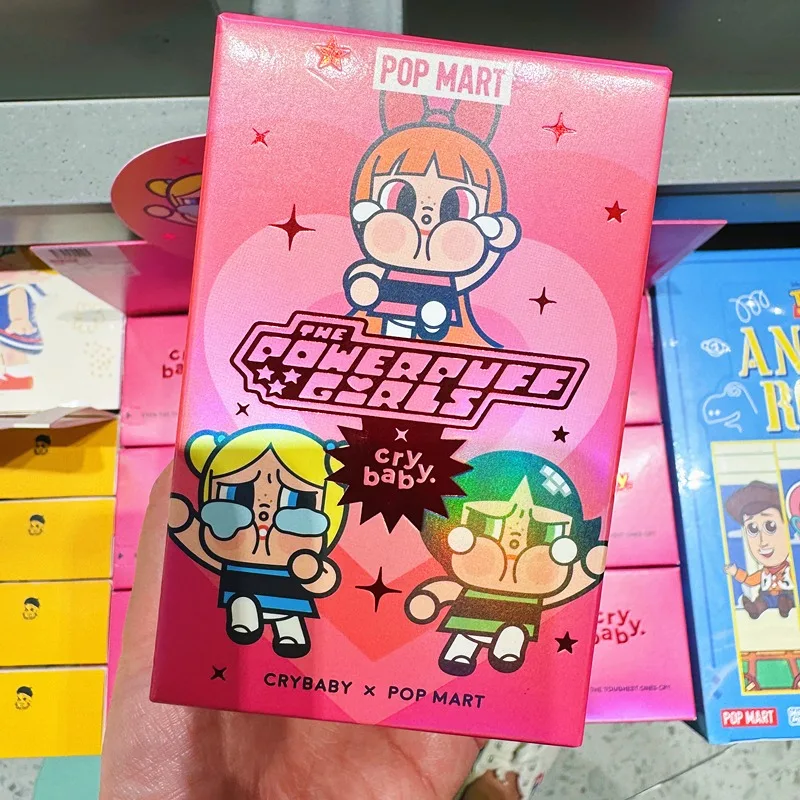 POP MART
THE
POWERPUFF
GIRLS
cry
baby.
CRYBABY × POP MART
cry
baby.
THE TOUGHEST ONES CRY
cry
baby.
POP MART